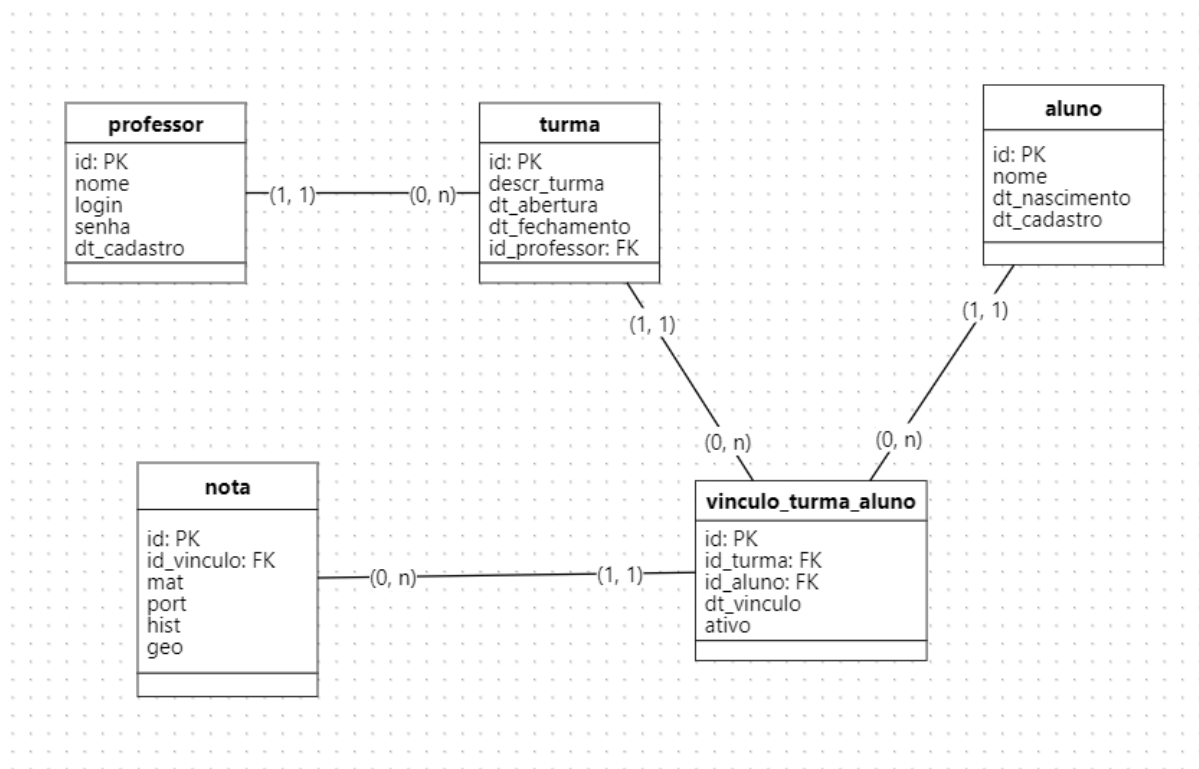 professor
id: PK
nome
login
senha
dt_cadastro
(1, 1)
(0, n)
turma
id: PK
descr_turma
dt_abertura
dt_fechamento
id_professor: FK
aluno
id: PK
nome
dt_nascimento
dt_cadastro
(1, 1)
(1, 1)
(0, n)
(0, n)
nota
id: PK
id_vinculo: FK
mat
port
hist
geo
(0, n)
(1, 1)
vinculo_turma_aluno
id: PK
id_turma: FK
id_aluno: FK
dt_vinculo
ativo